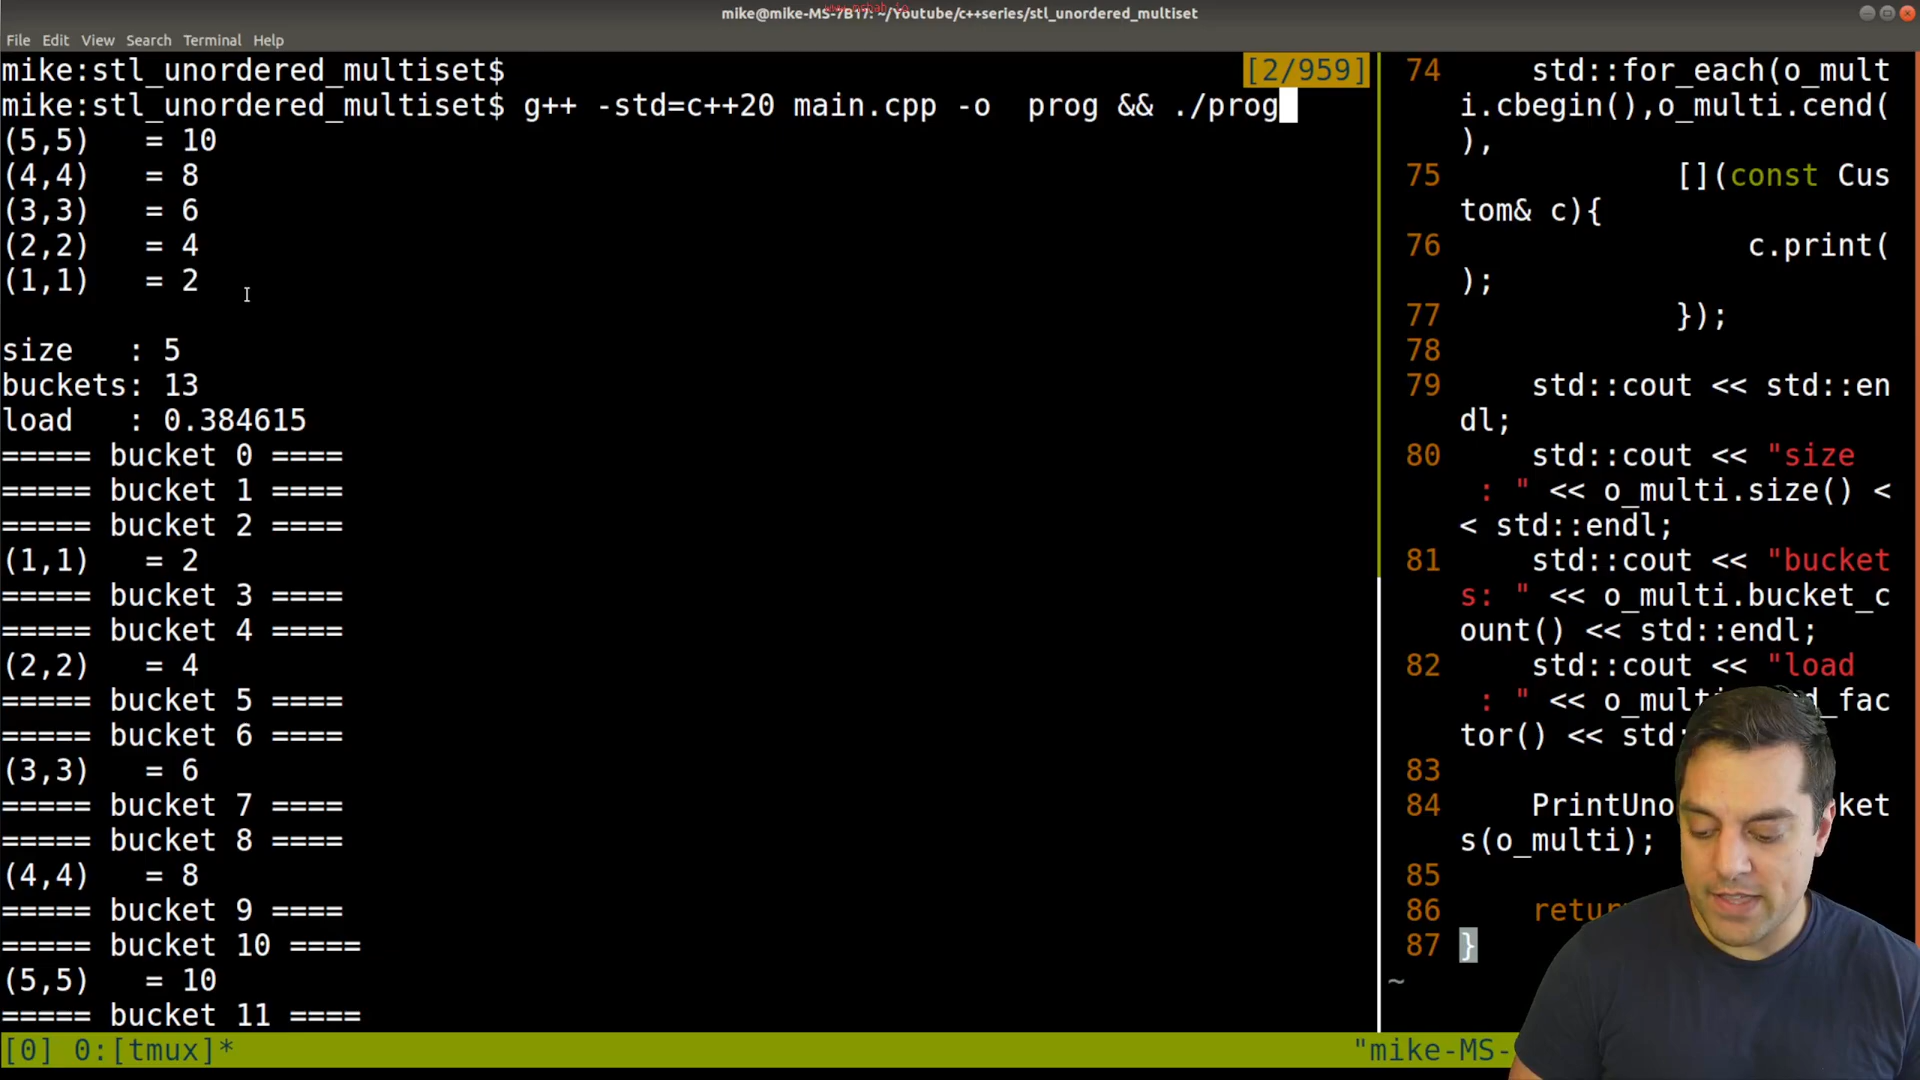 www.msbah.io
mike@mike-MS-7B17: ~/Youtube/c++series/stl_unordered_multiset
File Edit View Search Terminal Help
mike:stl_unordered_multiset$ [2/959]
mike:stl_unordered_multiset$ g++ -std=c++20 main.cpp -o prog && ./prog
(5,5) = 10
(4,4) = 8
(3,3) = 6
(2,2) = 4
(1,1) = 2
size : 5
buckets: 13
load : 0.384615
===== bucket 0 ====
===== bucket 1 ====
===== bucket 2 ====
(1,1) = 2
===== bucket 3 ====
===== bucket 4 ====
(2,2) = 4
===== bucket 5 ====
===== bucket 6 ====
(3,3) = 6
===== bucket 7 ====
===== bucket 8 ====
(4,4) = 8
===== bucket 9 ====
===== bucket 10 ====
(5,5) = 10
===== bucket 11 ====
74 std::for_each(o_mult
i.cbegin(),o_multi.cend(
),
75 [](const Cus
tom& c){
76 c.print(
);
77 });
78
79 std::cout << std::en
dl;
80 std::cout << "size
: " << o_multi.size() <
< std::endl;
81 std::cout << "bucket
s: " << o_multi.bucket_c
ount() << std::endl;
82 std::cout << "load
: " << o_mult d_fac
tor() << std:
83
84 PrintUno ket
s(o_multi);
85
86 retur
87 }
~
[0] 0:[tmux]* "mike-MS-